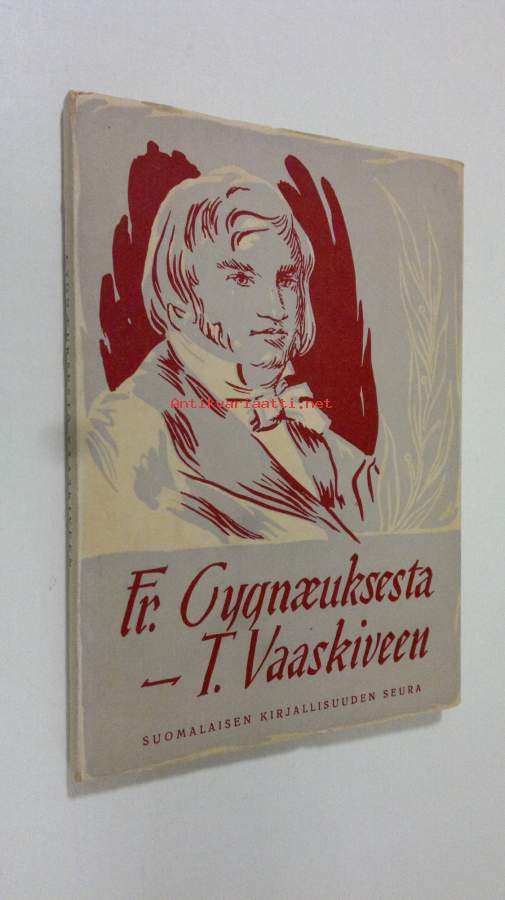 Antikvariaatti.net
Fr. Cygnæuksesta
– T. Vaaskiveen
SUOMALAISEN KIRJALLISUUDEN SEURA